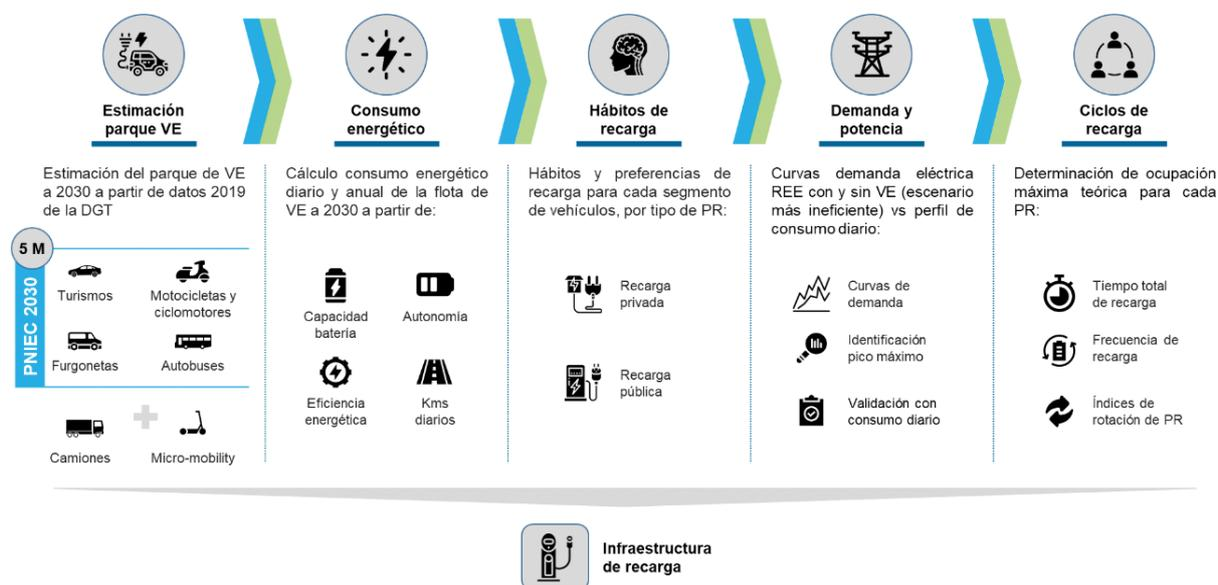 Estimación
parque VE
Estimación del parque de VE
a 2030 a partir de datos 2019
de la DGT
5 M
PNIEC 2030
Turismos
Motocicletas y
ciclomotores
Furgonetas
Autobuses
Camiones
Micro-mobility
Consumo
energético
Cálculo consumo energético
diario y anual de la flota de
VE a 2030 a partir de:
Capacidad
batería
Autonomía
Eficiencia
energética
Kms
diarios
Hábitos de
recarga
Hábitos y preferencias de
recarga para cada segmento
de vehículos, por tipo de PR:
Recarga
privada
Recarga
pública
Demanda y
potencia
Curvas demanda eléctrica
REE con y sin VE (escenario
más ineficiente) vs perfil de
consumo diario:
Curvas de
demanda
Identificación
pico máximo
Validación con
consumo diario
Ciclos de
recarga
Determinación de ocupación
máxima teórica para cada
PR:
Tiempo total
de recarga
Frecuencia de
recarga
Índices de
rotación de PR
Infraestructura
de recarga